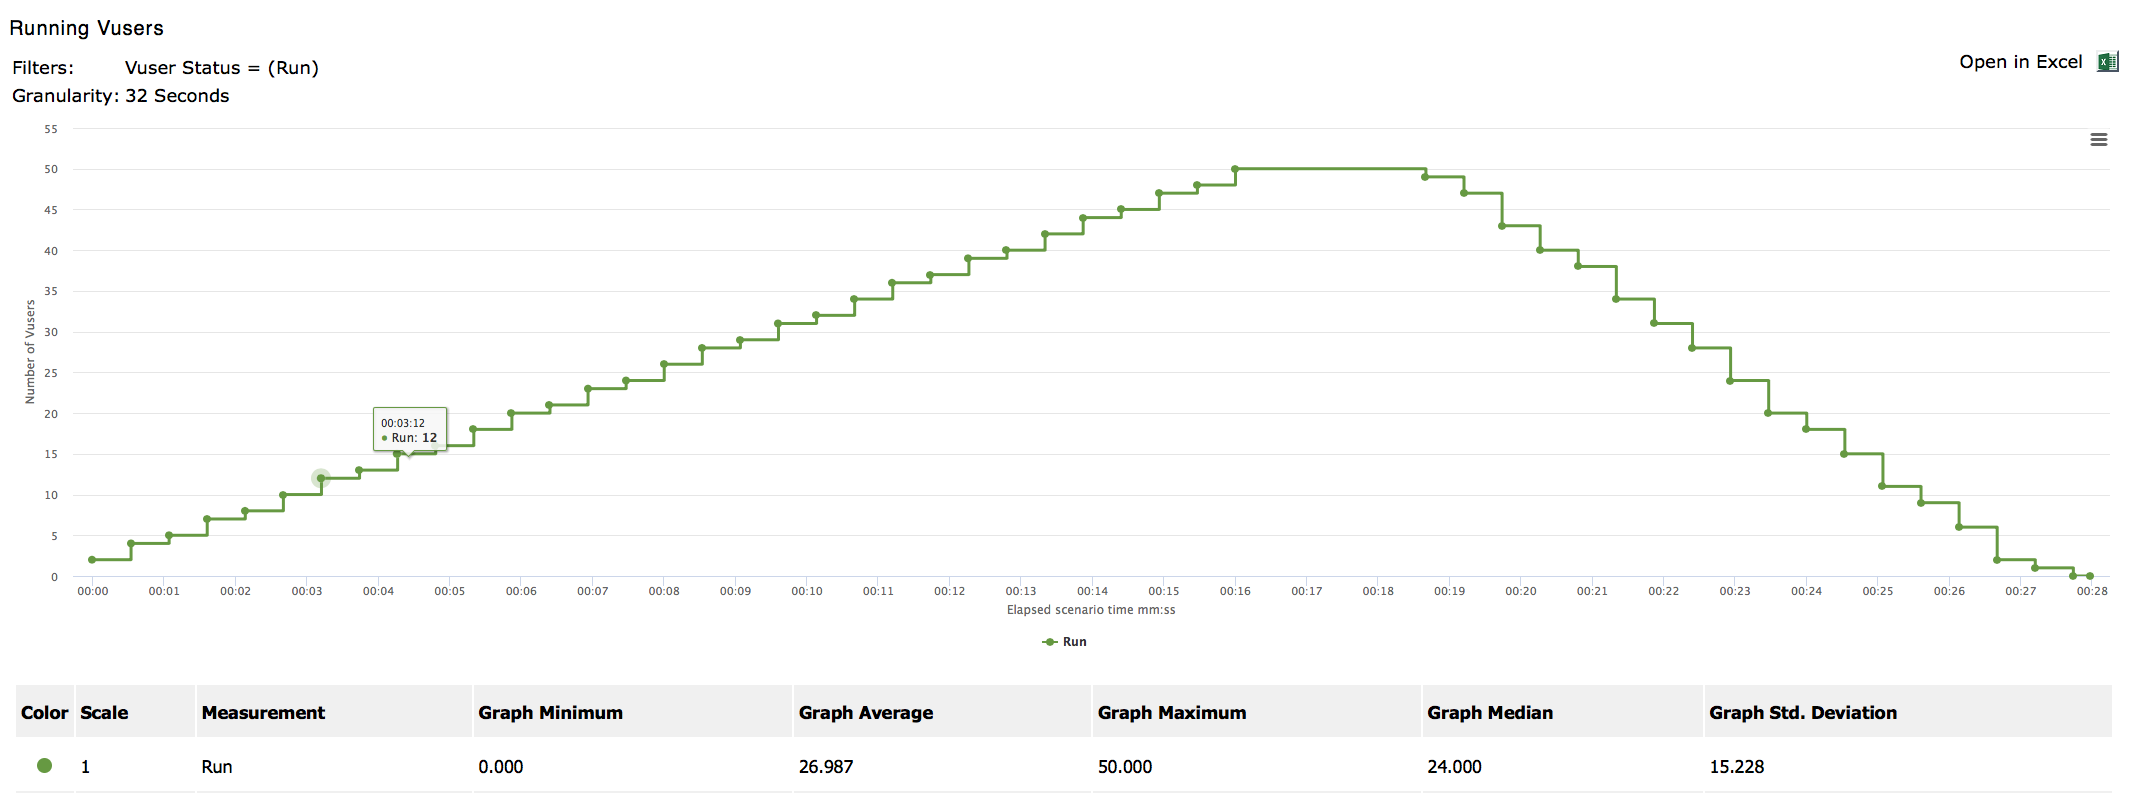 Running Vusers
Filters: Vuser Status = (Run)
Open in Excel
Granularity: 32 Seconds
55
50
45
40
35
30
25
20
15
10
5
0
Number of Vusers
00:03:12
Run: 12
00:00 00:01 00:02 00:03 00:04 00:05 00:06 00:07 00:08 00:09 00:10 00:11 00:12 00:13 00:14 00:15 00:16 00:17 00:18 00:19 00:20 00:21 00:22 00:23 00:24 00:25 00:26 00:27 00:28
Elapsed scenario time mm:ss
Run
Color Scale Measurement Graph Minimum Graph Average Graph Maximum Graph Median Graph Std. Deviation
1 Run 0.000 26.987 50.000 24.000 15.228